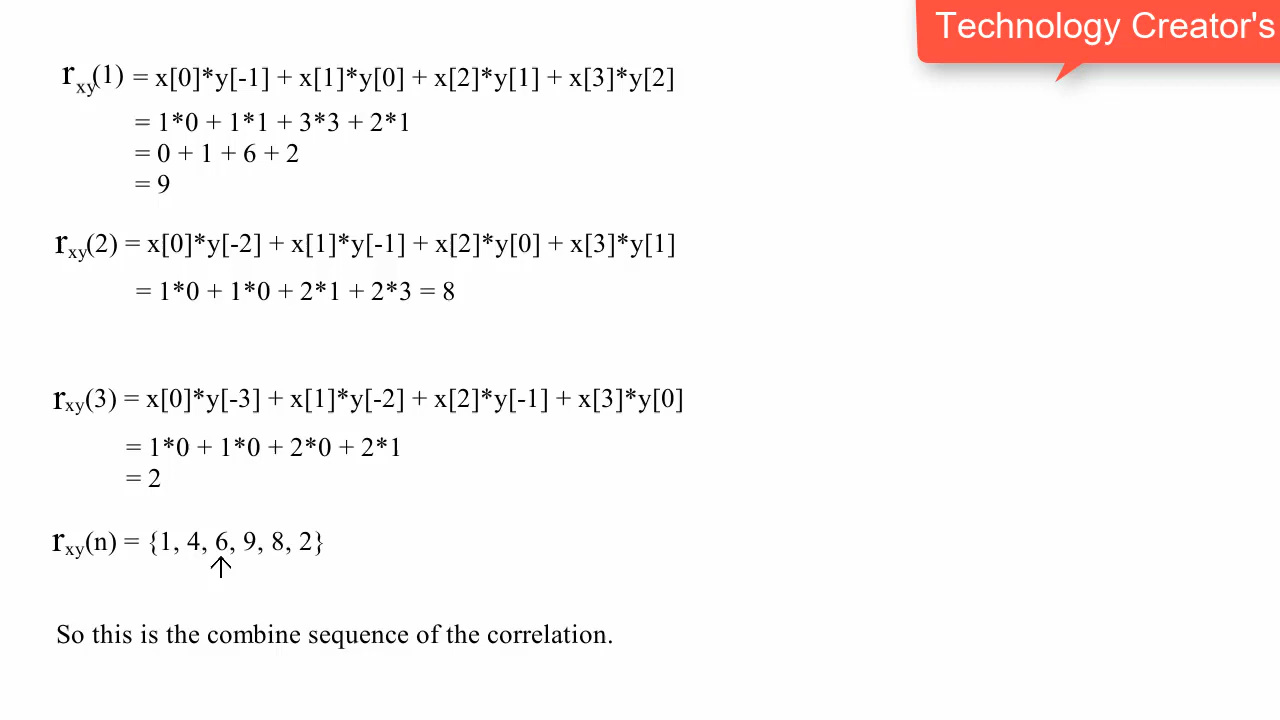 Technology Creator's
rxy(1) = x[0]*y[-1] + x[1]*y[0] + x[2]*y[1] + x[3]*y[2]
= 1*0 + 1*1 + 3*3 + 2*1
= 0 + 1 + 6 + 2
= 9
rxy(2) = x[0]*y[-2] + x[1]*y[-1] + x[2]*y[0] + x[3]*y[1]
= 1*0 + 1*0 + 2*1 + 2*3 = 8
rxy(3) = x[0]*y[-3] + x[1]*y[-2] + x[2]*y[-1] + x[3]*y[0]
= 1*0 + 1*0 + 2*0 + 2*1
= 2
rxy(n) = {1, 4, 6, 9, 8, 2}
↑
So this is the combine sequence of the correlation.